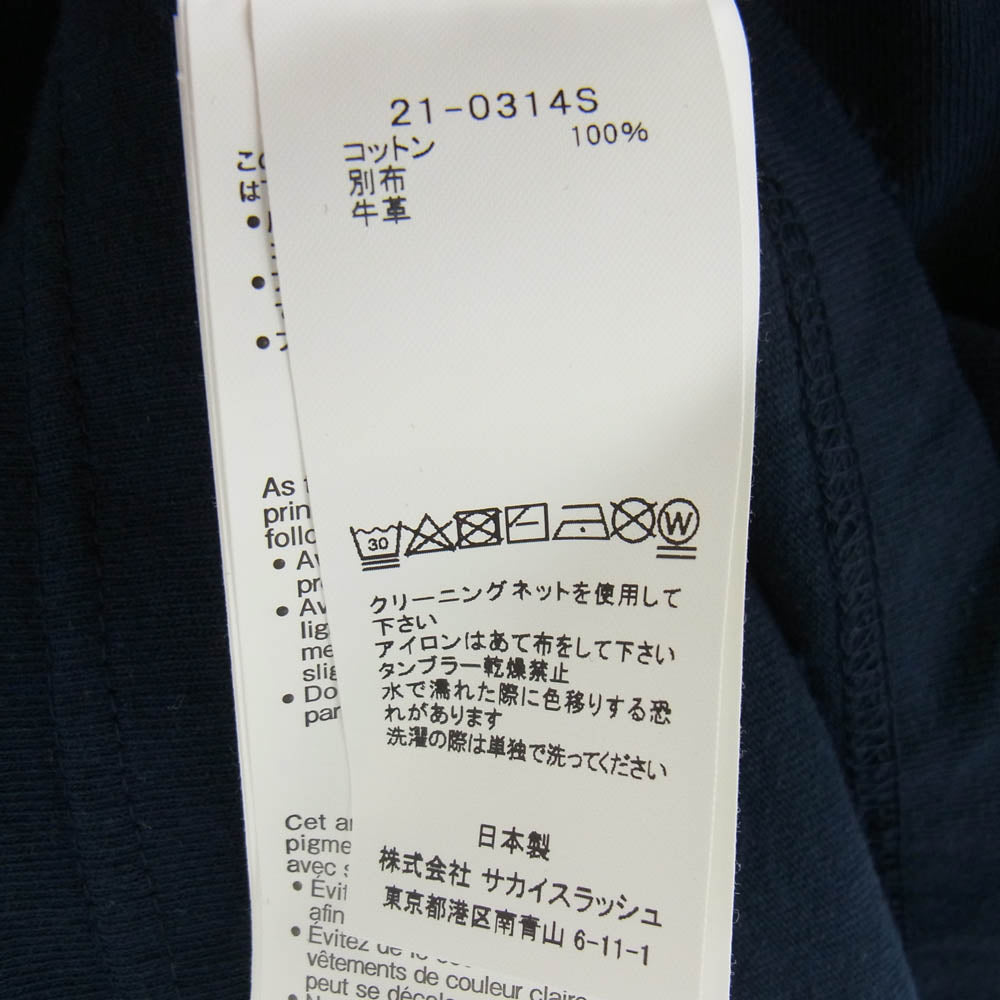 21-0314S
コットン 100%
別布
牛革
30
W
クリーニングネットを使用して
下さい
アイロンはあて布をして下さい
タンブラー乾燥禁止
水で濡れた際に色移りする恐
れがあります
洗濯の際は単独で洗ってください
日本製
株式会社 サカイスラッシュ
東京都港区南青山 6-11-1
As
Cet
avec
• Évitez
vêtements de couleur claire
peut se